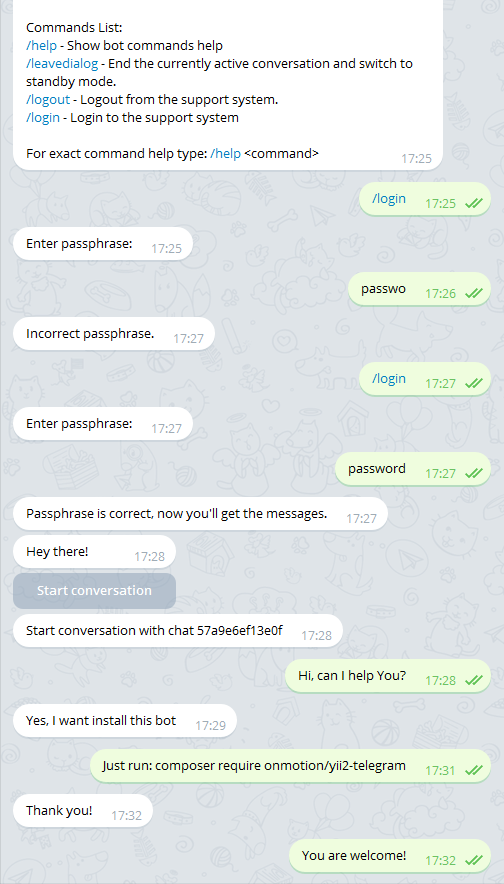 Commands List:
/help - Show bot commands help
/leavedialog - End the currently active conversation and switch to
standby mode.
/logout - Logout from the support system.
/login - Login to the support system
For exact command help type: /help <command>
17:25
/login 17:25
Enter passphrase: 17:25
passwo 17:26
Incorrect passphrase. 17:27
/login 17:27
Enter passphrase: 17:27
password 17:27
Passphrase is correct, now you'll get the messages. 17:27
Hey there! 17:28
Start conversation
Start conversation with chat 57a9e6ef13e0f 17:28
Hi, can I help You? 17:28
Yes, I want install this bot 17:29
Just run: composer require onmotion/yii2-telegram 17:31
Thank you! 17:32
You are welcome! 17:32